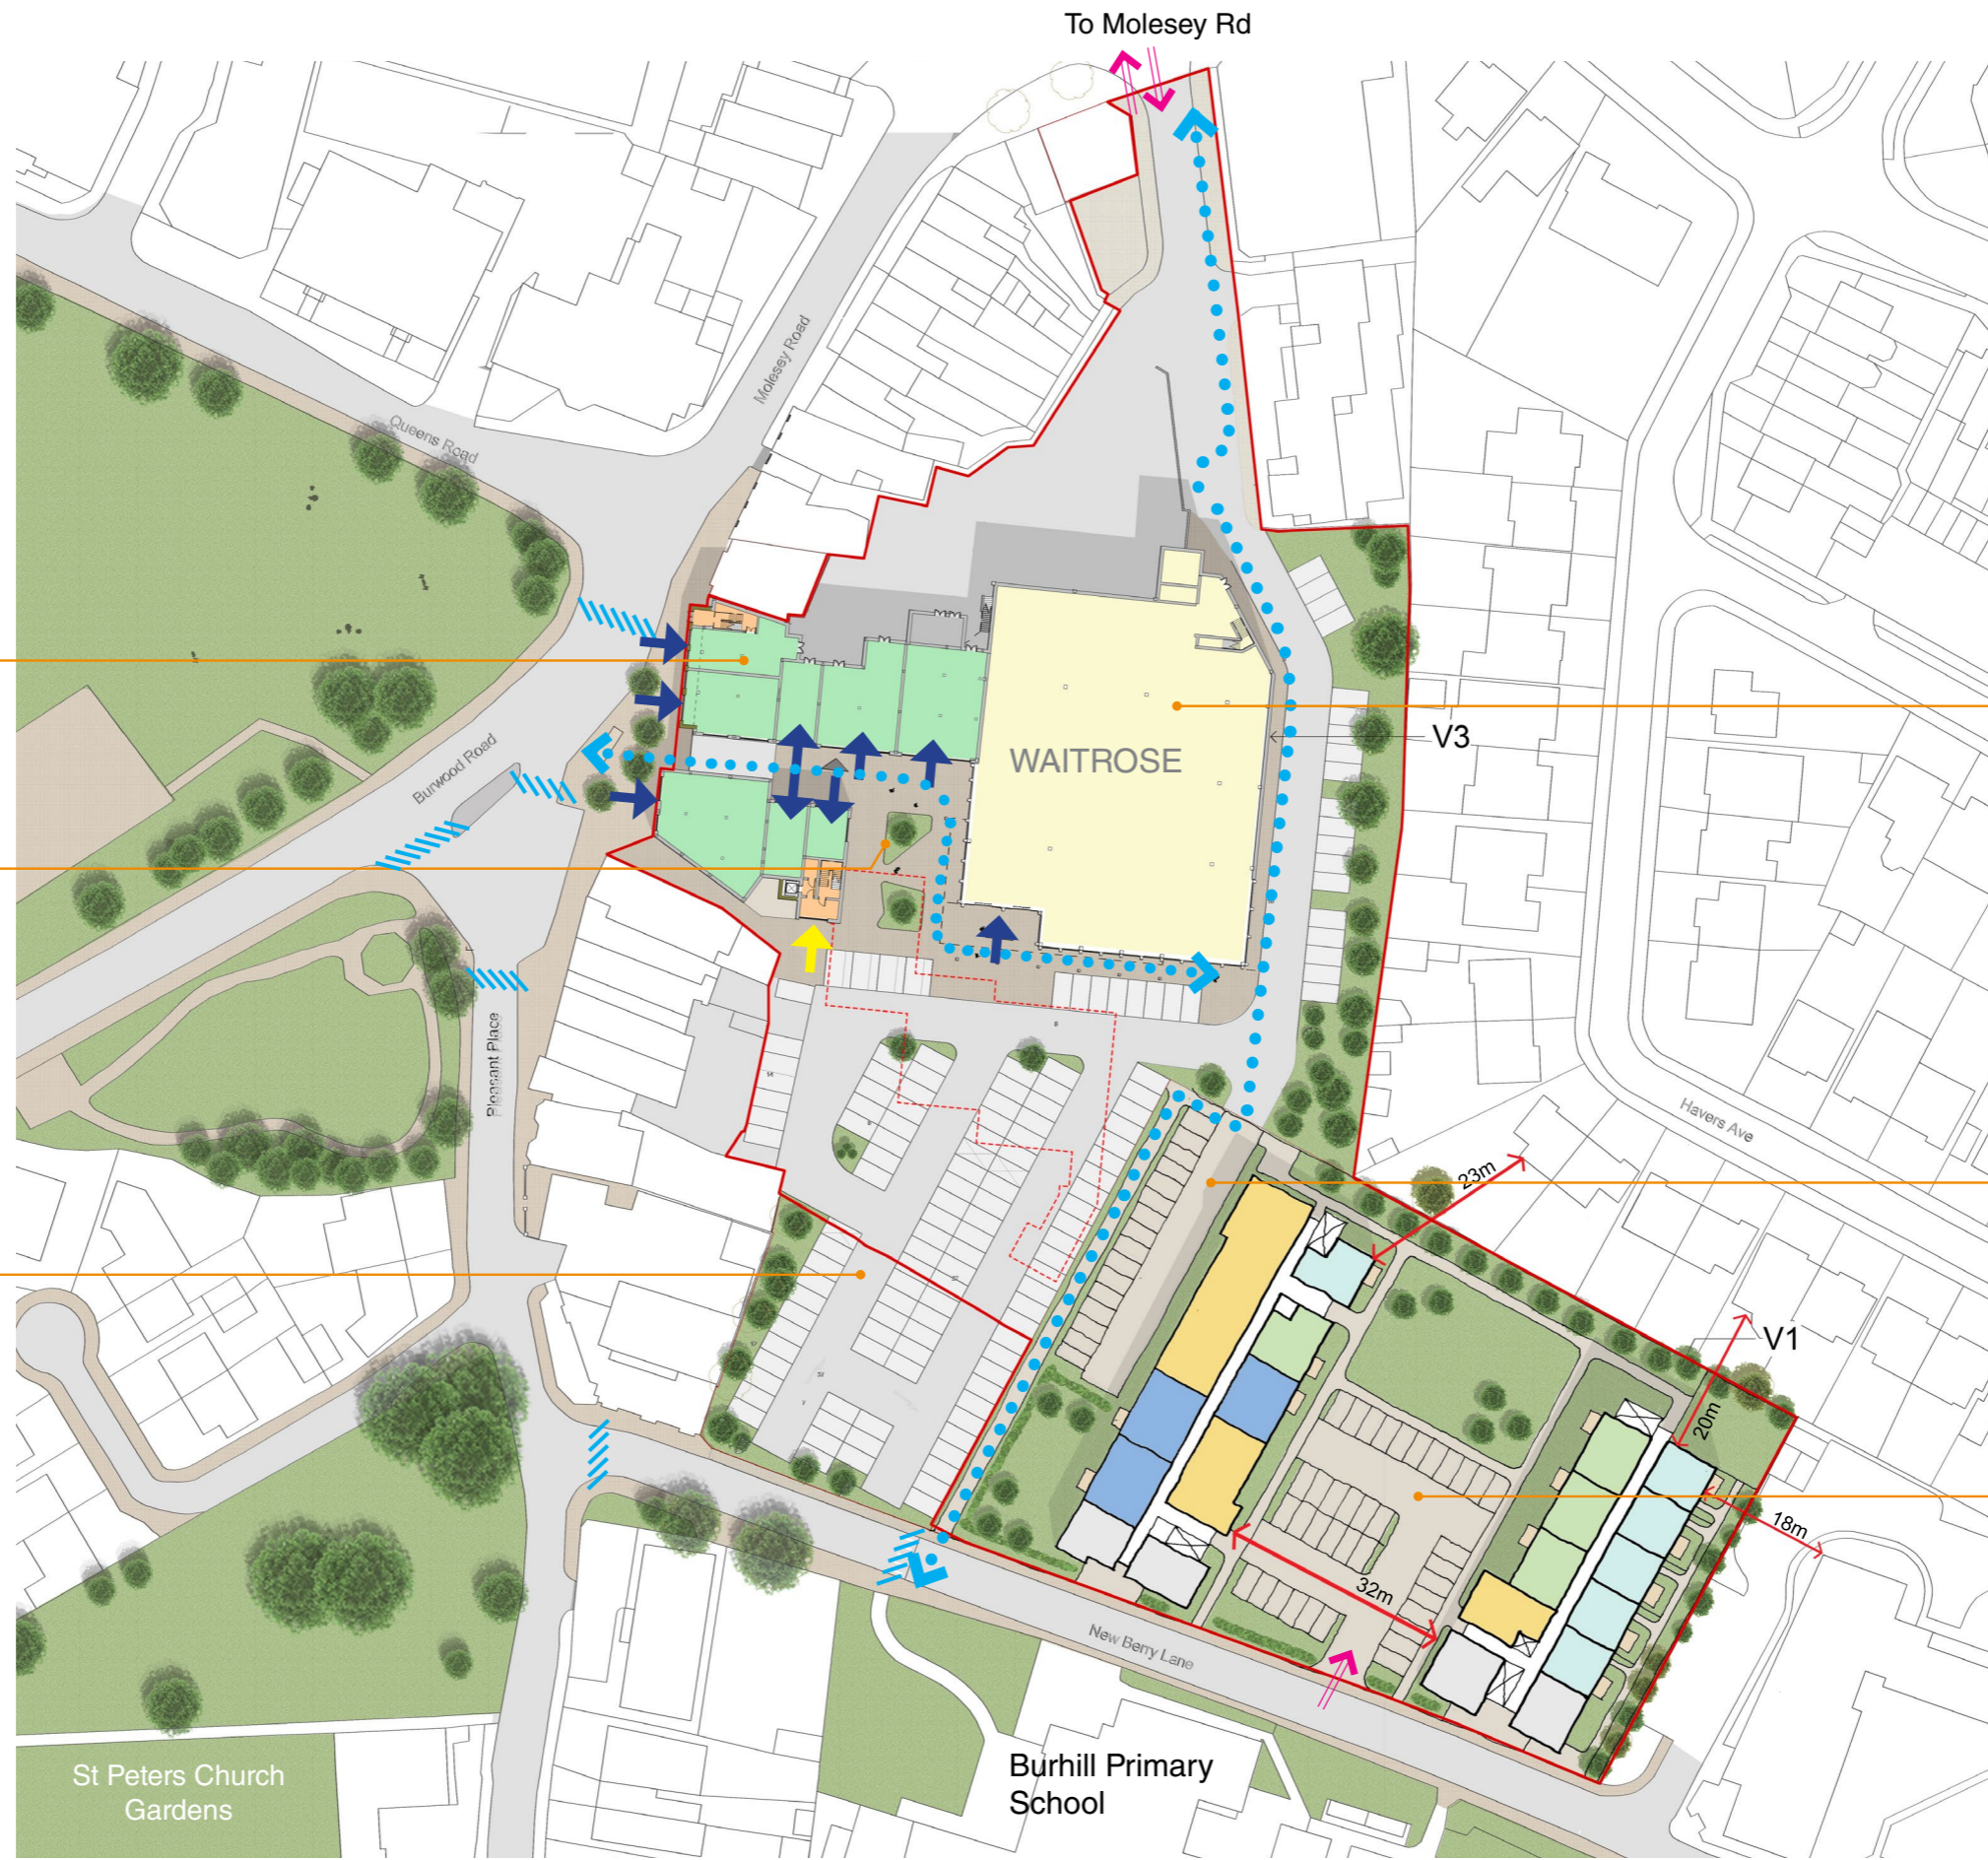 To Molesey Rd
Molesey Road
Queens Road
Burwood Road
WAITROSE
V3
Pleasant Place
Havers Ave
23m
V1
20m
18m
32m
New Berry Lane
St Peters Church
Gardens
Burhill Primary
School